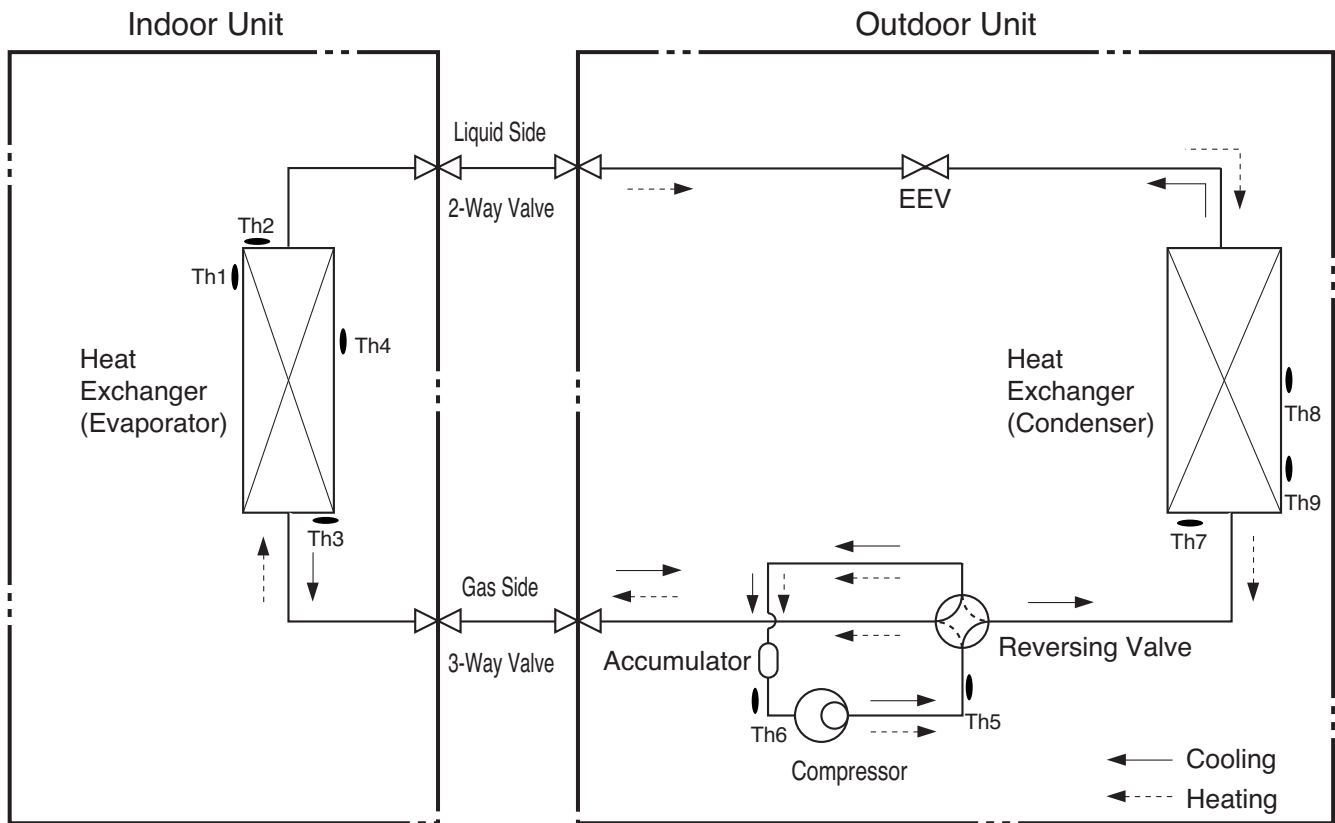 Indoor Unit
Outdoor Unit
Liquid Side
2-Way Valve
EEV
Th2
Th1
Th4
Heat
Exchanger
(Evaporator)
Heat
Exchanger
(Condenser)
Th8
Th9
Th3
Th7
Gas Side
3-Way Valve
Accumulator
Reversing Valve
Th6
Th5
Compressor
Cooling
Heating